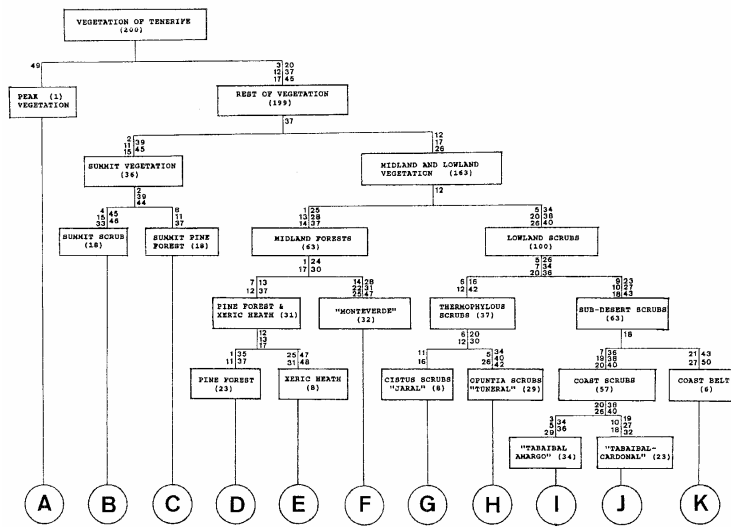 VEGETATION OF TENERIFE
(200)
49
3 20
12 37
17 45
PEAK (1)
VEGETATION
REST OF VEGETATION
(199)
37
2 39
11 45
15
12
17
26
SUMMIT VEGETATION
(36)
MIDLAND AND LOWLAND
VEGETATION (163)
2
39
44
12
4 45
15 46
33
6
11
37
1 25
13 28
14 37
5 34
20 38
26 40
SUMMIT SCRUB
(18)
SUMMIT PINE
FOREST (18)
MIDLAND FORESTS
(63)
LOWLAND SCRUBS
(100)
1 24
17 30
5 26
7 34
20 36
7 13
12 37
14 28
22 31
25 47
6 16
12 42
9 23
10 27
18 43
PINE FOREST &
XERIC HEATH (31)
"MONTEVERDE"
(32)
THERMOPHYLOUS
SCRUBS (37)
SUB-DESERT SCRUBS
(63)
12
13
17
6 20
12 30
18
1 35
11 37
25 47
31 48
11
16
5 34
26 40
42
7 36
19 38
20 40
21 43
27 50
PINE FOREST
(23)
XERIC HEATH
(8)
CISTUS SCRUBS
"JARAL" (8)
OPUNTIA SCRUBS
"TUNERAL" (29)
COAST SCRUBS
(57)
COAST BELT
(6)
20 38
26 40
3 34
5 36
29
10 19
18 27
32
"TABAIBAL
AMARGO" (34)
"TABAIBAL-
CARDONAL" (23)
A B C D E F G H I J K